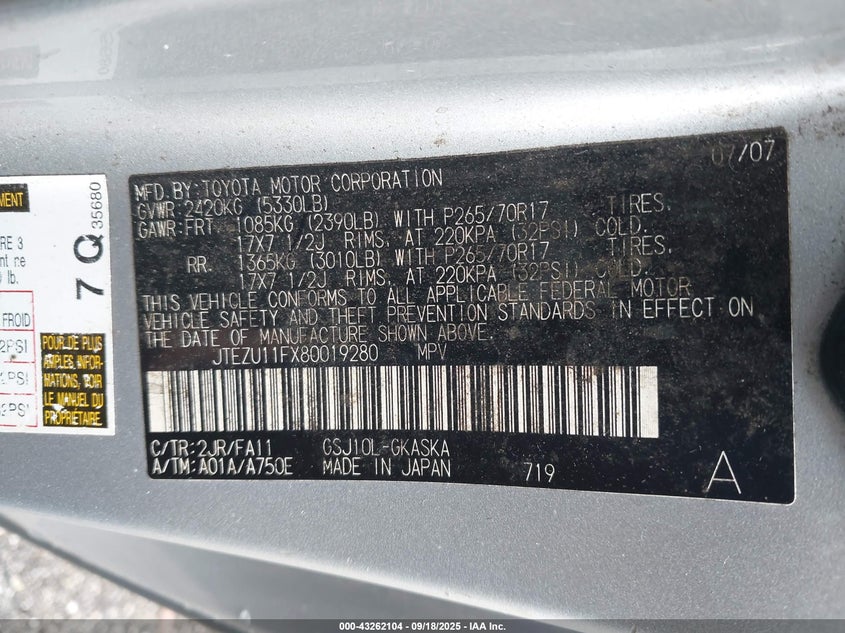 07/07
MFD. BY: TOYOTA MOTOR CORPORATION
GVWR 2420KG (5330LB)
GAWR:FRT. 1085KG (2390LB) WITH P265/70R17 TIRES,
17X7 1/2J RIMS, AT 220KPA (32PSI) COLD.
RR. 1365KG (3010LB) WITH P265/70R17 TIRES,
17X7 1/2J RIMS, AT 220KPA (32PSI) COLD.
THIS VEHICLE CONFORMS TO ALL APPLICABLE FEDERAL MOTOR
VEHICLE SAFETY AND THEFT PREVENTION STANDARDS IN EFFECT ON
THE DATE OF MANUFACTURE SHOWN ABOVE.
JTEZU11FX80019280 MPV
C/TR:2JR/FA11 GSJ10L-GKASKA
A/TM:A01A/A750E MADE IN JAPAN 719 A
7 Q 35680
FROID
POUR DE PLUS
AMPLES INFOR-
MATIONS, VOIR
LE MANUEL DU
PROPRIÉTAIRE
000-43262104 - 09/18/2025 - IAA Inc.